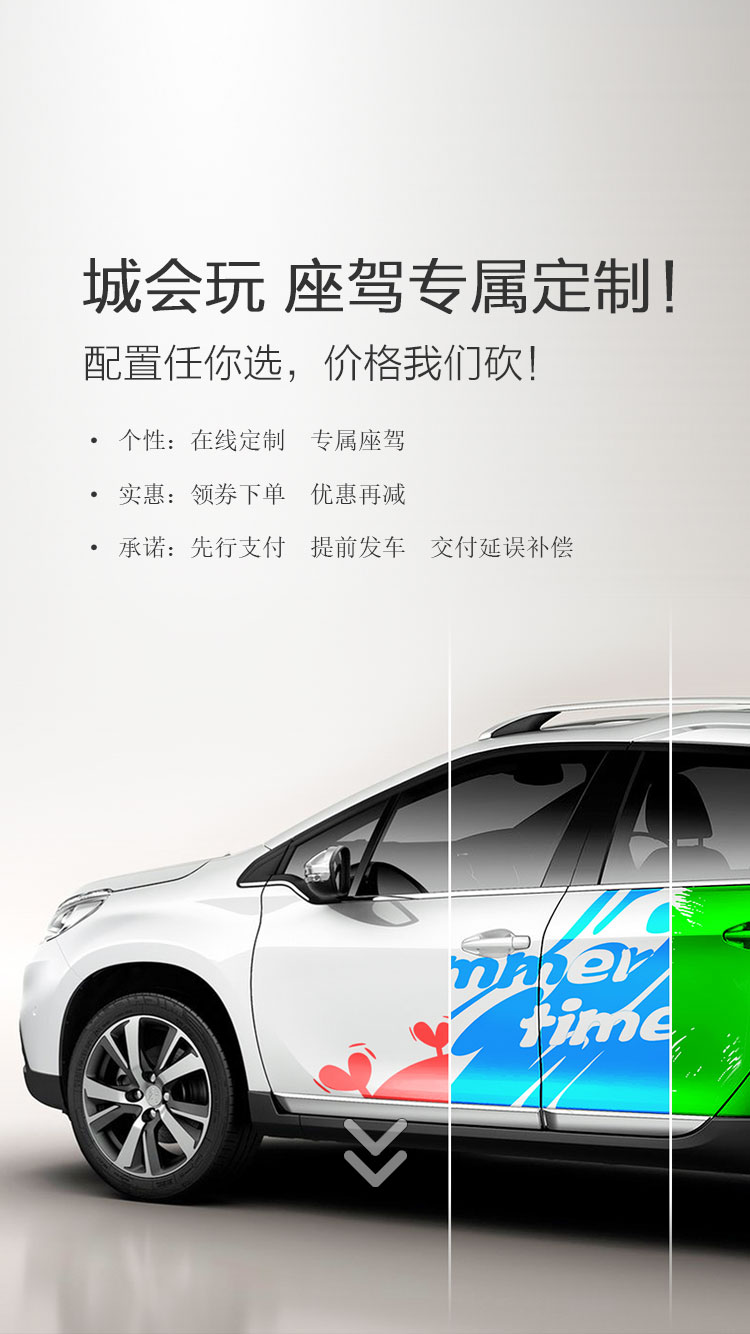 城会玩 座驾专属定制!
配置任你选，价格我们砍!
• 个性：在线定制 专属座驾
• 实惠：领券下单 优惠再减
• 承诺：先行支付 提前发车 交付延误补偿
mmer
time